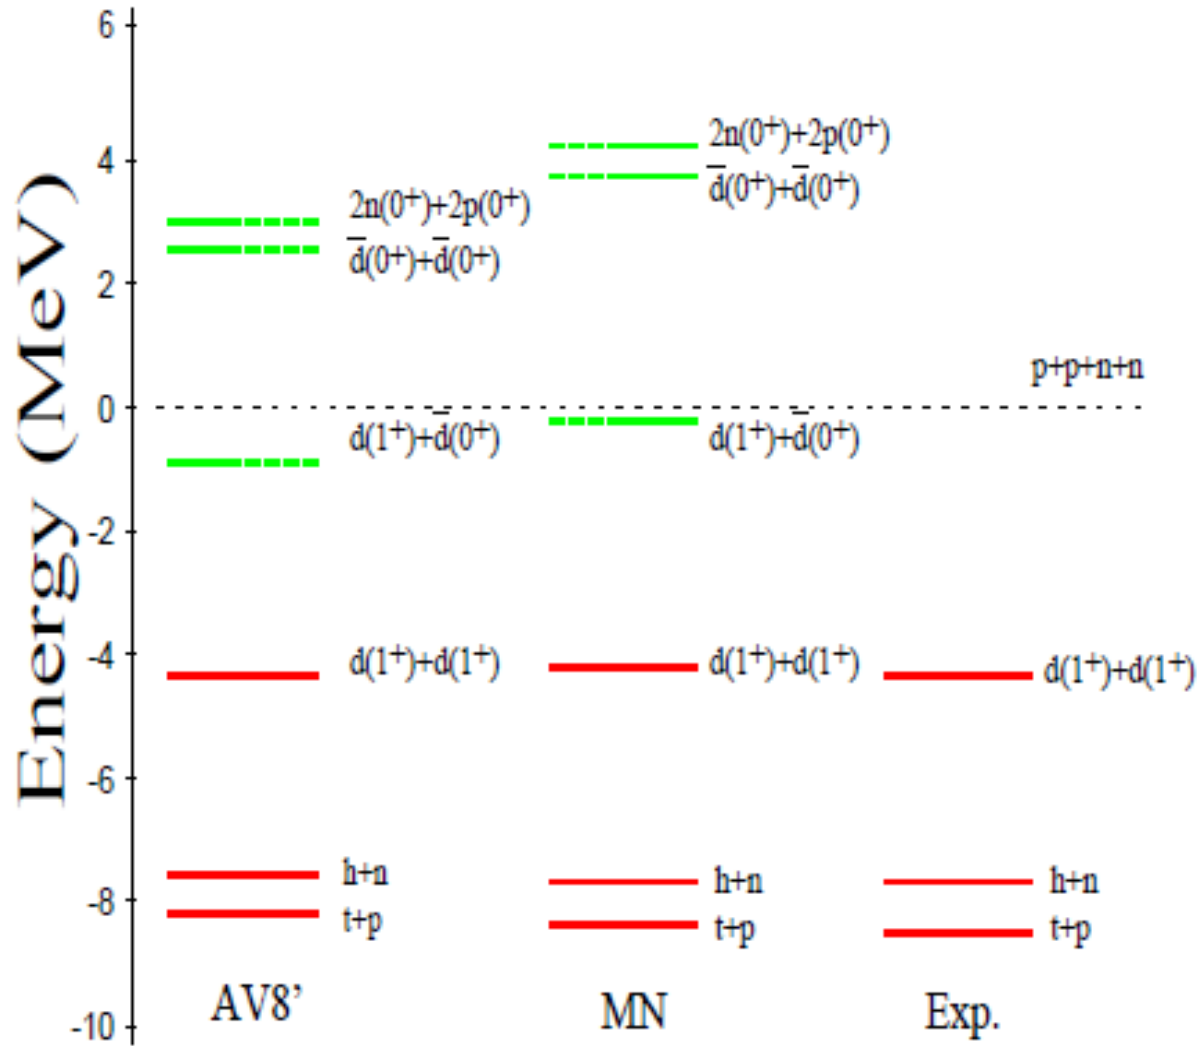 Energy (MeV)
6
4
2
0
-2
-4
-6
-8
-10
2n(0⁺)+2p(0⁺)
d̅(0⁺)+d̅(0⁺)
d(1⁺)+d̅(0⁺)
d(1⁺)+d(1⁺)
h+n
t+p
AV8’
2n(0⁺)+2p(0⁺)
d̅(0⁺)+d̅(0⁺)
d(1⁺)+d̅(0⁺)
d(1⁺)+d(1⁺)
h+n
t+p
MN
p+p+n+n
d(1⁺)+d(1⁺)
h+n
t+p
Exp.